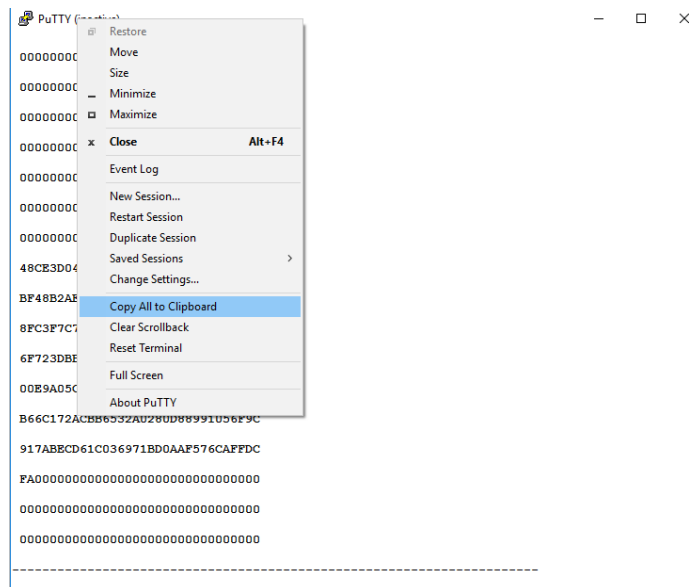 PuTTY (inactive)
Restore
Move
Size
Minimize
Maximize
Close Alt+F4
Event Log
New Session...
Restart Session
Duplicate Session
Saved Sessions
Change Settings...
Copy All to Clipboard
Clear Scrollback
Reset Terminal
Full Screen
About PuTTY
00000000
00000000
00000000
00000000
00000000
00000000
00000000
48CE3D04
BF48B2AE
8FC3F7C7
6F723DBE
00E9A05C
B66C172ACBB6532A0280D88991056F9C
917ABECD61C036971BD0AAF576CAFFDC
FA000000000000000000000000000000
00000000000000000000000000000000
00000000000000000000000000000000